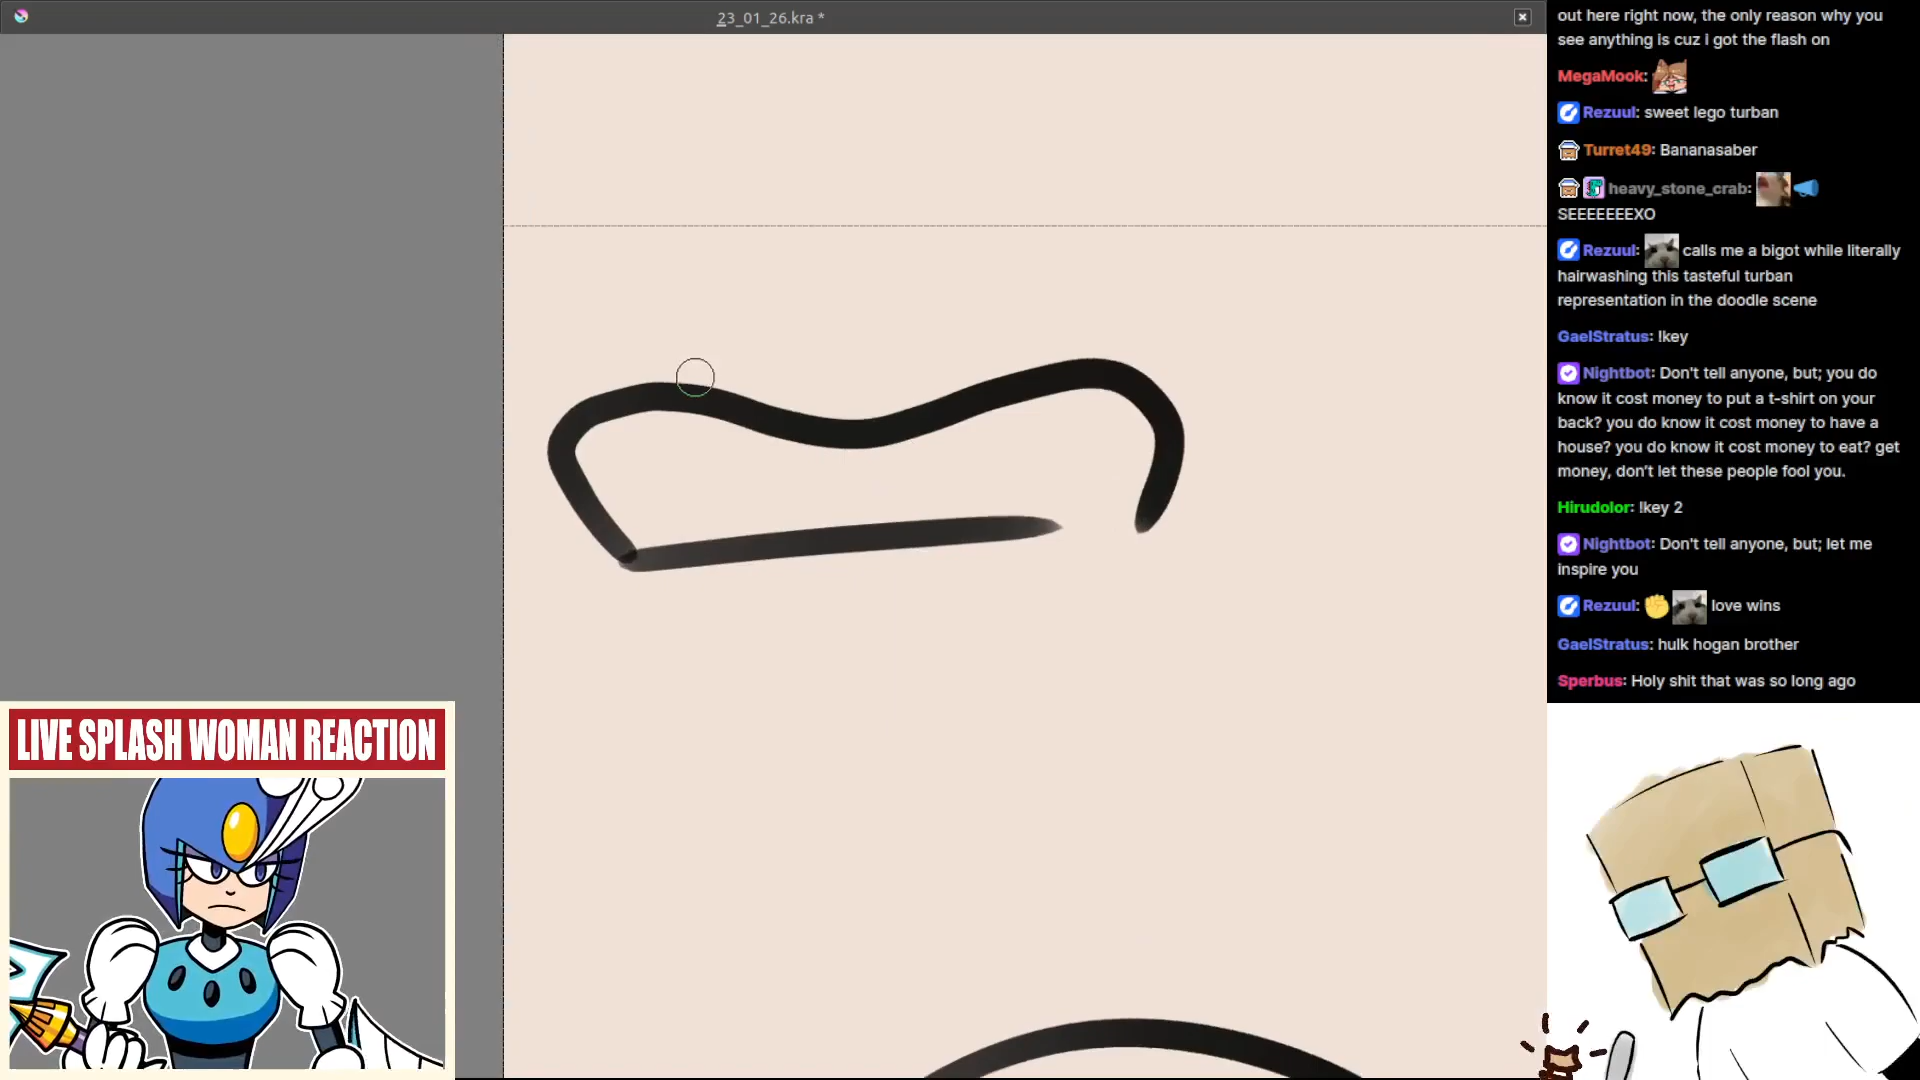 23_01_26.kra *
out here right now, the only reason why you
see anything is cuz i got the flash on
MegaMook:
Rezuul: sweet lego turban
Turret49: Bananasaber
heavy_stone_crab:
SEEEEEEEXO
Rezuul: calls me a bigot while literally
hairwashing this tasteful turban
representation in the doodle scene
GaelStratus: !key
Nightbot: Don't tell anyone, but; you do
know it cost money to put a t-shirt on your
back? you do know it cost money to have a
house? you do know it cost money to eat? get
money, don't let these people fool you.
Hirudolor: !key 2
Nightbot: Don't tell anyone, but; let me
inspire you
Rezuul: love wins
GaelStratus: hulk hogan brother
Sperbus: Holy shit that was so long ago
LIVE SPLASH WOMAN REACTION